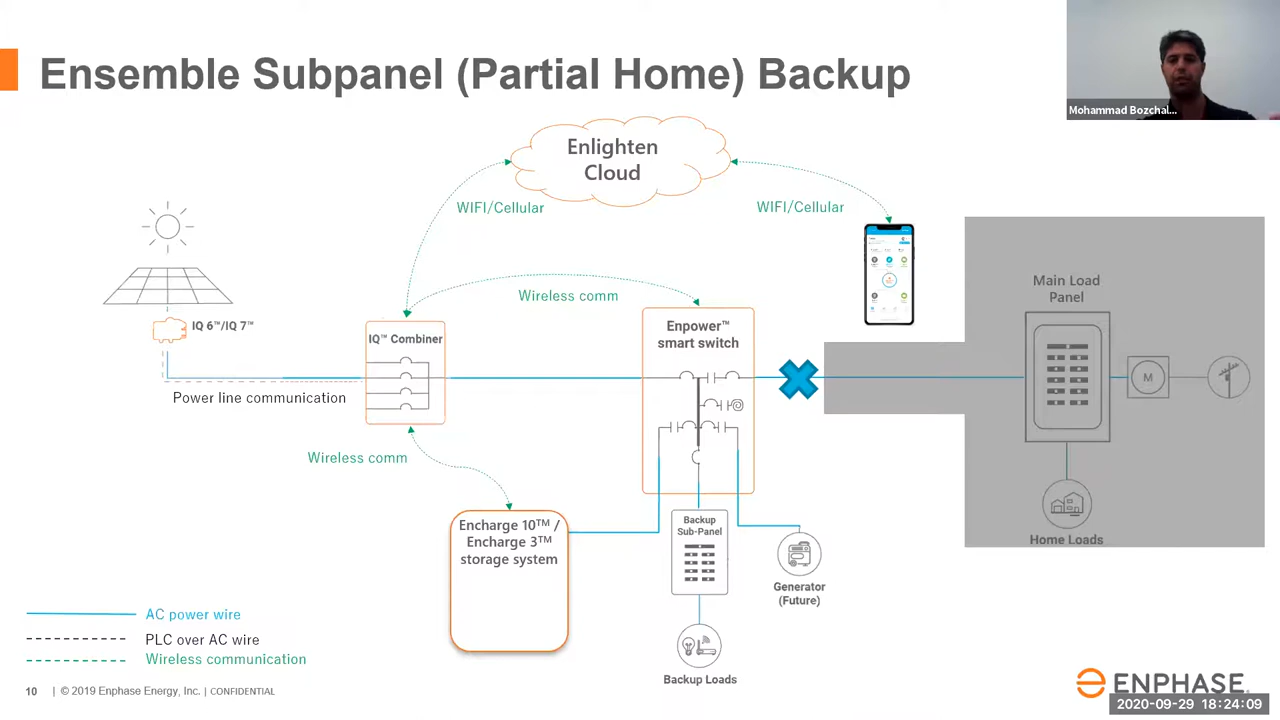 Ensemble Subpanel (Partial Home) Backup
Mohammad Bozchal...
Enlighten
Cloud
WIFI/Cellular
WIFI/Cellular
Wireless comm
IQ 6™/IQ 7™
IQ™ Combiner
Enpower™
smart switch
Main Load
Panel
M
Power line communication
Wireless comm
Encharge 10™ /
Encharge 3™
storage system
Backup
Sub-Panel
Generator
(Future)
Home Loads
Backup Loads
AC power wire
PLC over AC wire
Wireless communication
10 | © 2019 Enphase Energy, Inc. | CONFIDENTIAL
ENPHASE.
2020-09-29 18:24:09